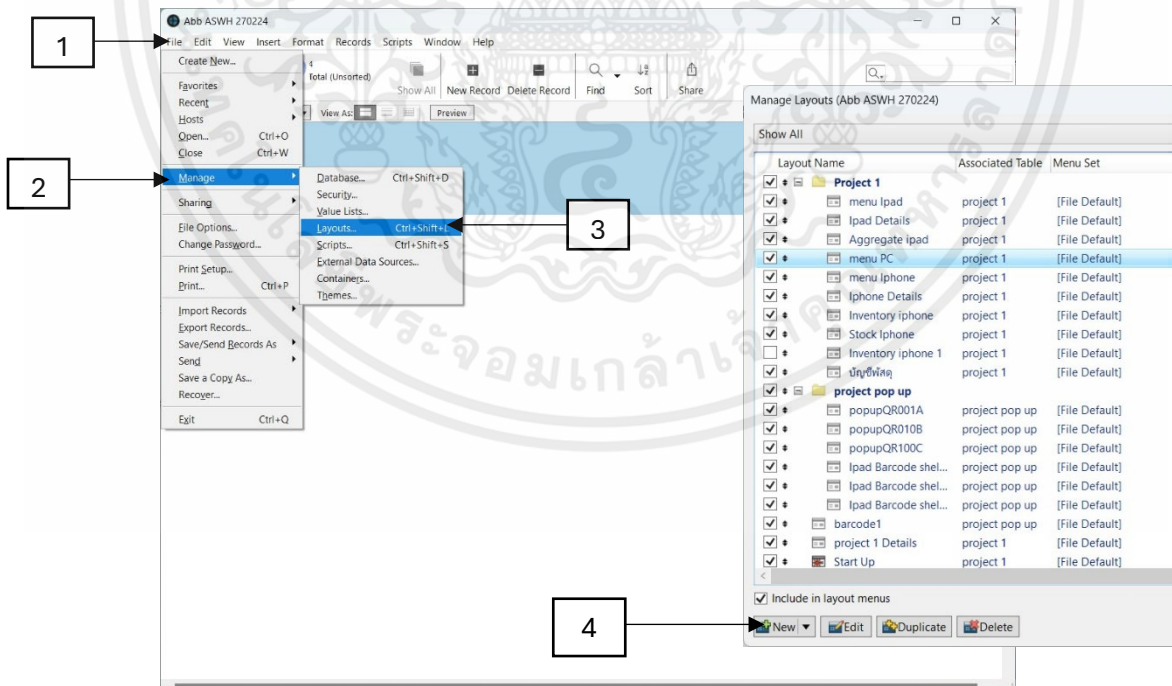 1
2
3
4
Abb ASWH 270224
File Edit View Insert Format Records Scripts Window Help
Create New...
Favorites
Recent
Hosts
Open... Ctrl+O
Close Ctrl+W
Manage
Sharing
File Options...
Change Password...
Print Setup...
Print... Ctrl+P
Import Records
Export Records...
Save/Send Records As
Send
Save a Copy As...
Recover...
Exit Ctrl+Q
4
Total (Unsorted)
Show All New Record Delete Record Find Sort Share
View As: Preview
Database... Ctrl+Shift+D
Security...
Value Lists...
Layouts... Ctrl+Shift+L
Scripts... Ctrl+Shift+S
External Data Sources...
Containers...
Themes...
Manage Layouts (Abb ASWH 270224)
Show All
Layout Name Associated Table Menu Set
Project 1
menu Ipad project 1 [File Default]
Ipad Details project 1 [File Default]
Aggregate ipad project 1 [File Default]
menu PC project 1 [File Default]
menu Iphone project 1 [File Default]
Iphone Details project 1 [File Default]
Inventory iphone project 1 [File Default]
Stock Iphone project 1 [File Default]
Inventory iphone 1 project 1 [File Default]
บัญชีพัสดุ project 1 [File Default]
project pop up
popupQR001A project pop up [File Default]
popupQR010B project pop up [File Default]
popupQR100C project pop up [File Default]
Ipad Barcode shel... project pop up [File Default]
Ipad Barcode shel... project pop up [File Default]
Ipad Barcode shel... project pop up [File Default]
barcode1 project pop up [File Default]
project 1 Details project 1 [File Default]
Start Up project 1 [File Default]
Include in layout menus
New Edit Duplicate Delete